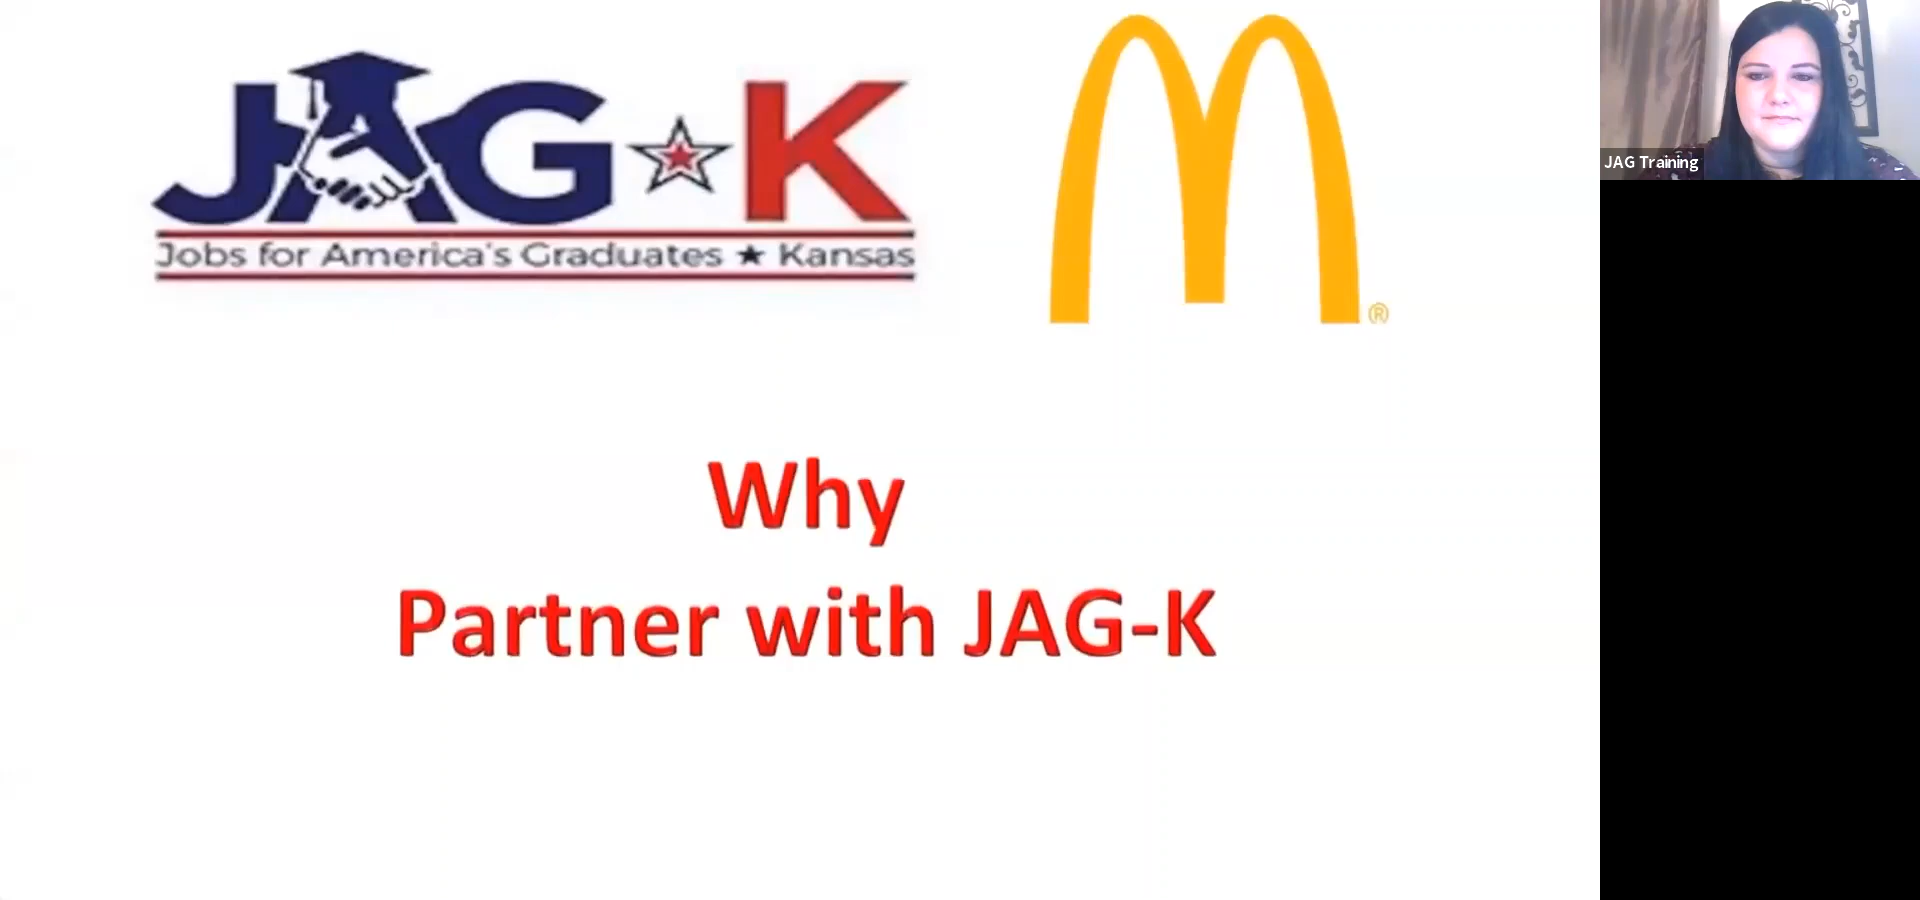 JAG★K
Jobs for America's Graduates ★ Kansas
®
Why
Partner with JAG-K
JAG Training